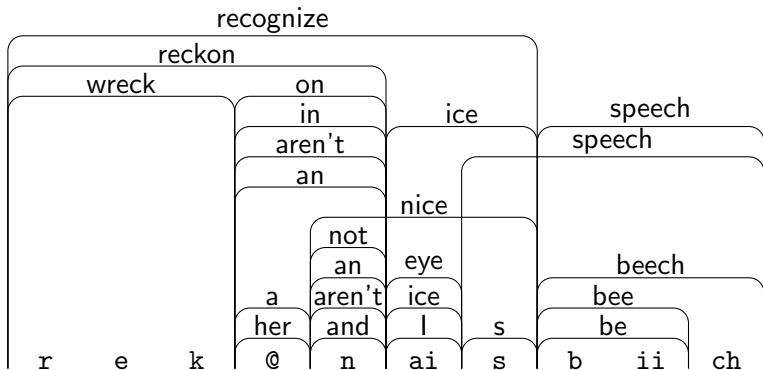 recognize
reckon
wreck on
in ice speech
aren't speech
an
nice
not
an eye beech
a aren't ice bee
her and I s be
r e k @ n ai s b ii ch